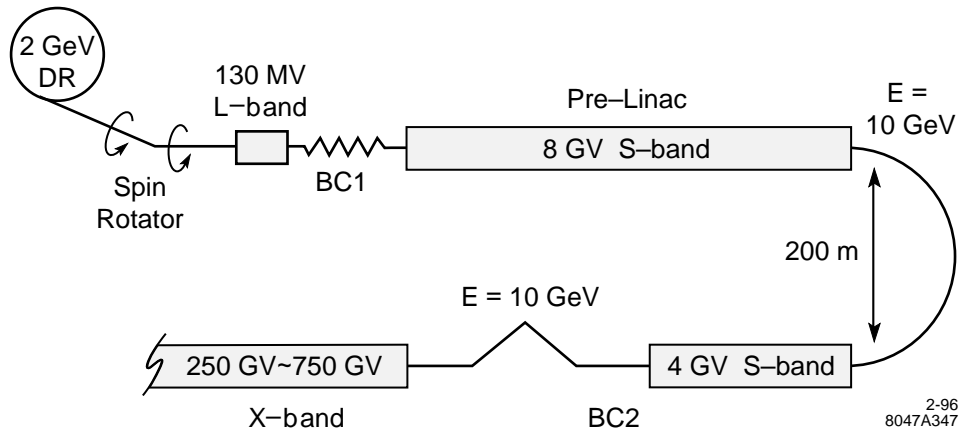 2 GeV
DR
130 MV
L–band
Pre–Linac
E =
10 GeV
8 GV S–band
BC1
Spin
Rotator
200 m
E = 10 GeV
250 GV~750 GV
4 GV S–band
X–band
BC2
2-96
8047A347